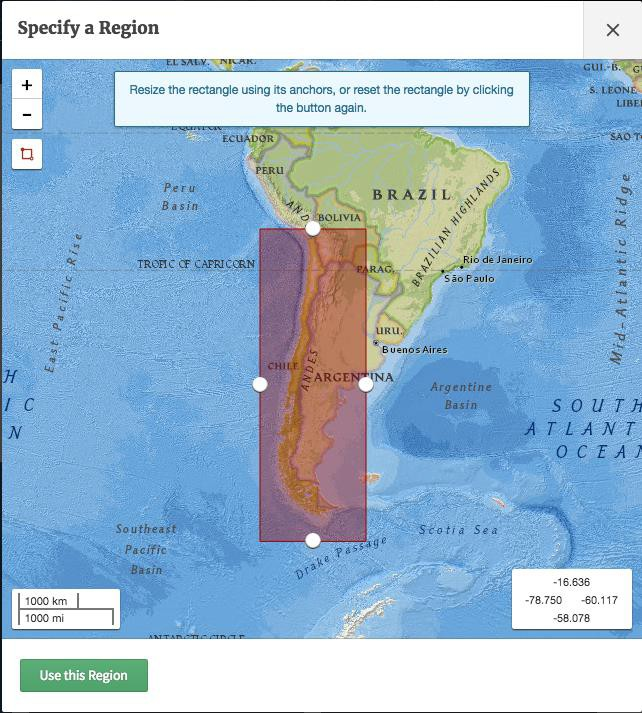 Specify a Region
EL SALV. NICAR.
GUI.-B.
S. LEONE
LIBE
Resize the rectangle using its anchors, or reset the rectangle by clicking
the button again.
+
-
ECUADOR
SAO T
PERU
Peru
Basin
BRAZIL
AND
BOLIVIA
BRAZILIAN HIGHLANDS
TROPIC OF CAPRICORN
PARAG.
Rio de Janeiro
São Paulo
East Pacific Rise
Mid-Atlantic Ridge
URU.
Buenos Aires
CHILE
ANDES
ARGENTINA
H
I C
N
Argentine
Basin
SOUTH
ATLANT
OCEAN
Southeast
Pacific
Basin
Scotia Sea
Drake Passage
-16.636
-78.750 -60.117
-58.078
1000 km
1000 mi
ANTARCTIC CIRCLE
Use this Region